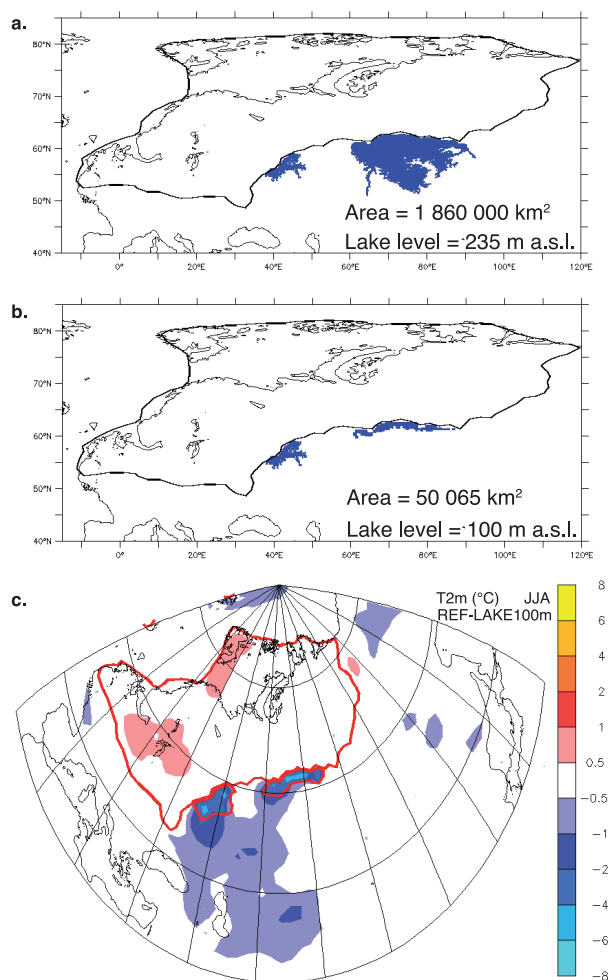 a.
80°N
70°N
60°N
50°N
40°N
Area = 1 860 000 km²
Lake level = 235 m a.s.l.
0° 20°E 40°E 60°E 80°E 100°E 120°E
b.
80°N
70°N
60°N
50°N
40°N
Area = 50 065 km²
Lake level = 100 m a.s.l.
0° 20°E 40°E 60°E 80°E 100°E 120°E
c.
T2m (°C) JJA
REF-LAKE100m
8
6
4
2
1
0.5
−0.5
−1
−2
−4
−6
−8